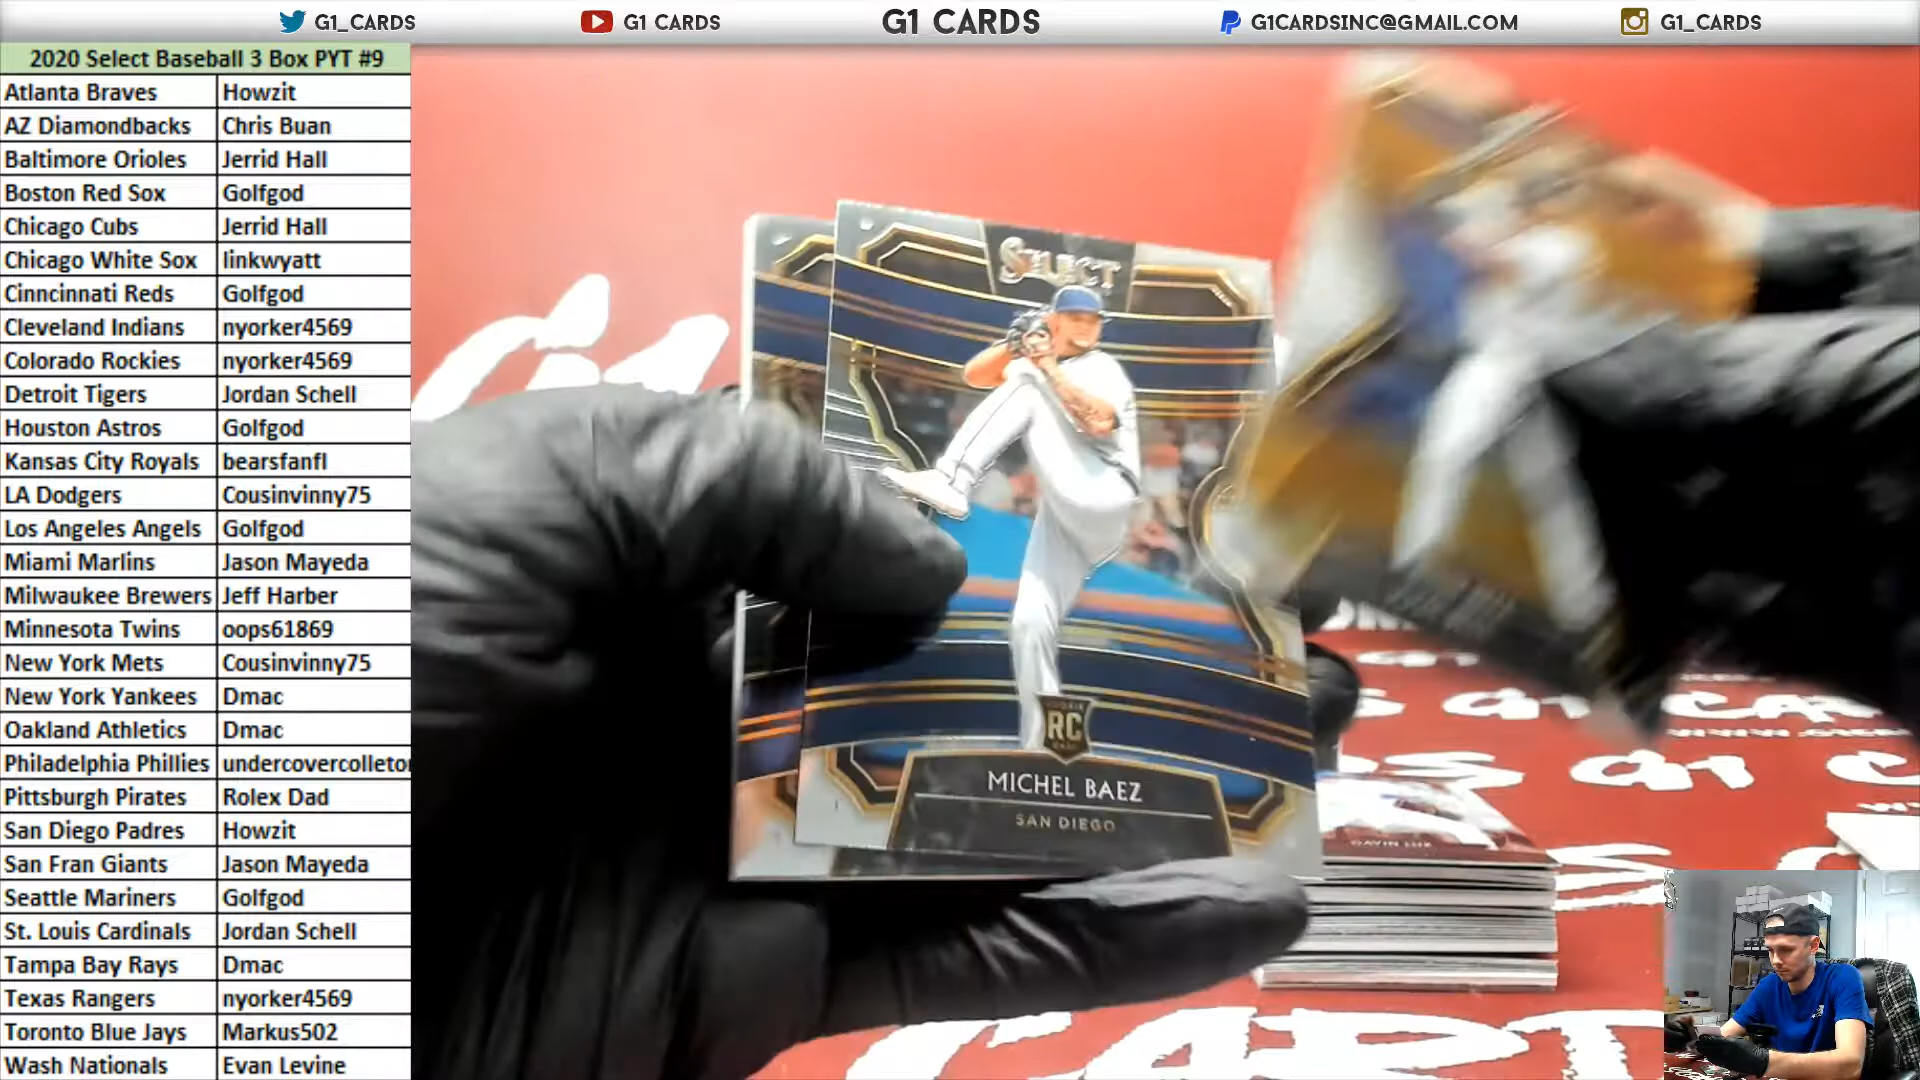 G1_CARDS
G1 CARDS
G1 CARDS
G1CARDSINC@GMAIL.COM
G1_CARDS
2020 Select Baseball 3 Box PYT #9
Atlanta Braves Howzit
AZ Diamondbacks Chris Buan
Baltimore Orioles Jerrid Hall
Boston Red Sox Golfgod
Chicago Cubs Jerrid Hall
Chicago White Sox linkwyatt
Cinncinnati Reds Golfgod
Cleveland Indians nyorker4569
Colorado Rockies nyorker4569
Detroit Tigers Jordan Schell
Houston Astros Golfgod
Kansas City Royals bearsfanfl
LA Dodgers Cousinvinny75
Los Angeles Angels Golfgod
Miami Marlins Jason Mayeda
Milwaukee Brewers Jeff Harber
Minnesota Twins oops61869
New York Mets Cousinvinny75
New York Yankees Dmac
Oakland Athletics Dmac
Philadelphia Phillies undercovercolletor
Pittsburgh Pirates Rolex Dad
San Diego Padres Howzit
San Fran Giants Jason Mayeda
Seattle Mariners Golfgod
St. Louis Cardinals Jordan Schell
Tampa Bay Rays Dmac
Texas Rangers nyorker4569
Toronto Blue Jays Markus502
Wash Nationals Evan Levine
SELECT
RC
MICHEL BAEZ
SAN DIEGO
GAVIN LUX